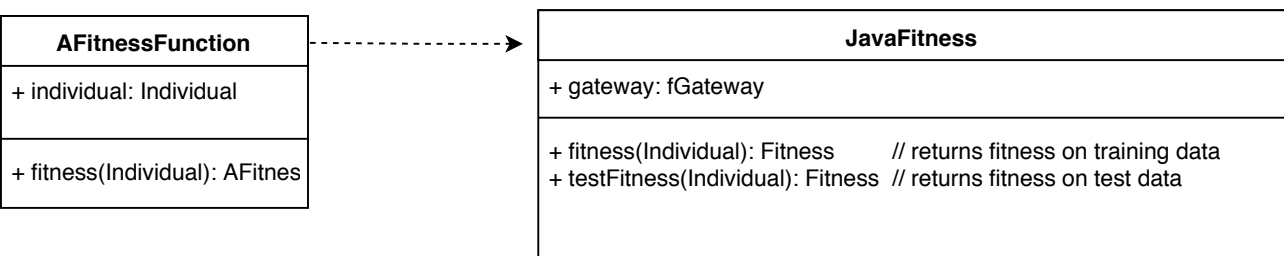 AFitnessFunction
+ individual: Individual
+ fitness(Individual): AFitnes
JavaFitness
+ gateway: fGateway
+ fitness(Individual): Fitness // returns fitness on training data
+ testFitness(Individual): Fitness // returns fitness on test data